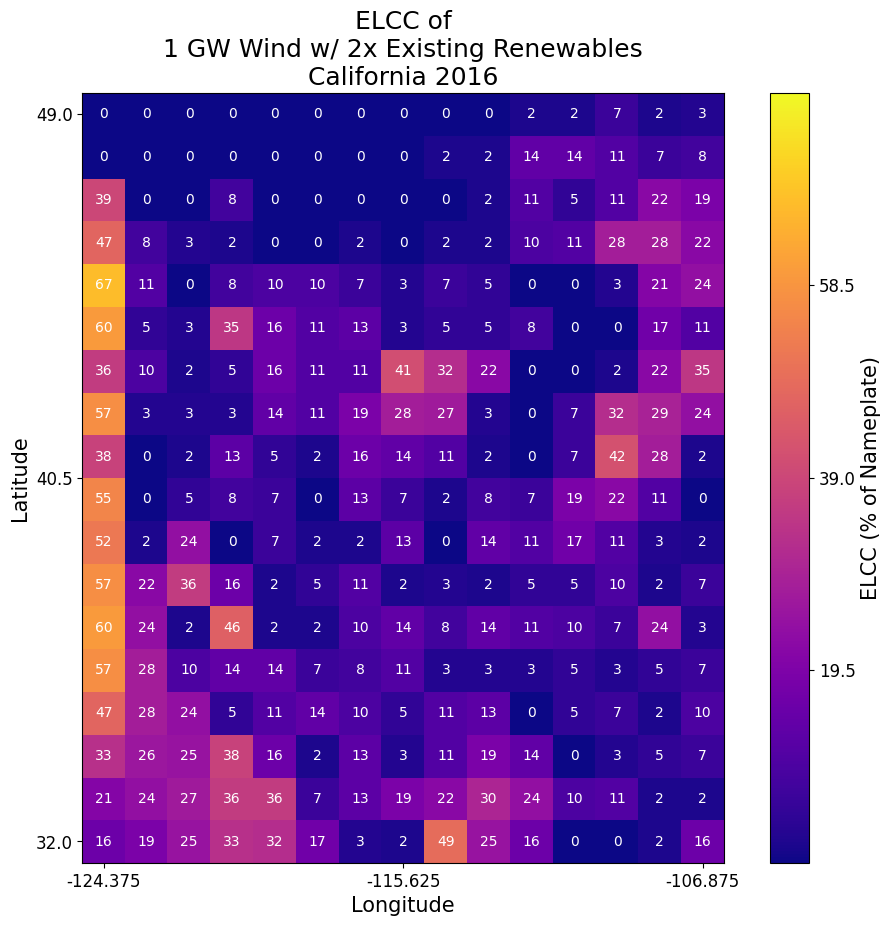 ELCC of
1 GW Wind w/ 2x Existing Renewables
California 2016
49.0
0 0 0 0 0 0 0 0 0 0 2 2 7 2 3
0 0 0 0 0 0 0 0 2 2 14 14 11 7 8
39 0 0 8 0 0 0 0 0 2 11 5 11 22 19
47 8 3 2 0 0 2 0 2 2 10 11 28 28 22
67 11 0 8 10 10 7 3 7 5 0 0 3 21 24
58.5
60 5 3 35 16 11 13 3 5 5 8 0 0 17 11
36 10 2 5 16 11 11 41 32 22 0 0 2 22 35
57 3 3 3 14 11 19 28 27 3 0 7 32 29 24
38 0 2 13 5 2 16 14 11 2 0 7 42 28 2
40.5
39.0
Latitude
ELCC (% of Nameplate)
55 0 5 8 7 0 13 7 2 8 7 19 22 11 0
52 2 24 0 7 2 2 13 0 14 11 17 11 3 2
57 22 36 16 2 5 11 2 3 2 5 5 10 2 7
60 24 2 46 2 2 10 14 8 14 11 10 7 24 3
57 28 10 14 14 7 8 11 3 3 3 5 3 5 7
19.5
47 28 24 5 11 14 10 5 11 13 0 5 7 2 10
33 26 25 38 16 2 13 3 11 19 14 0 3 5 7
21 24 27 36 36 7 13 19 22 30 24 10 11 2 2
32.0
16 19 25 33 32 17 3 2 49 25 16 0 0 2 16
-124.375 -115.625 -106.875
Longitude